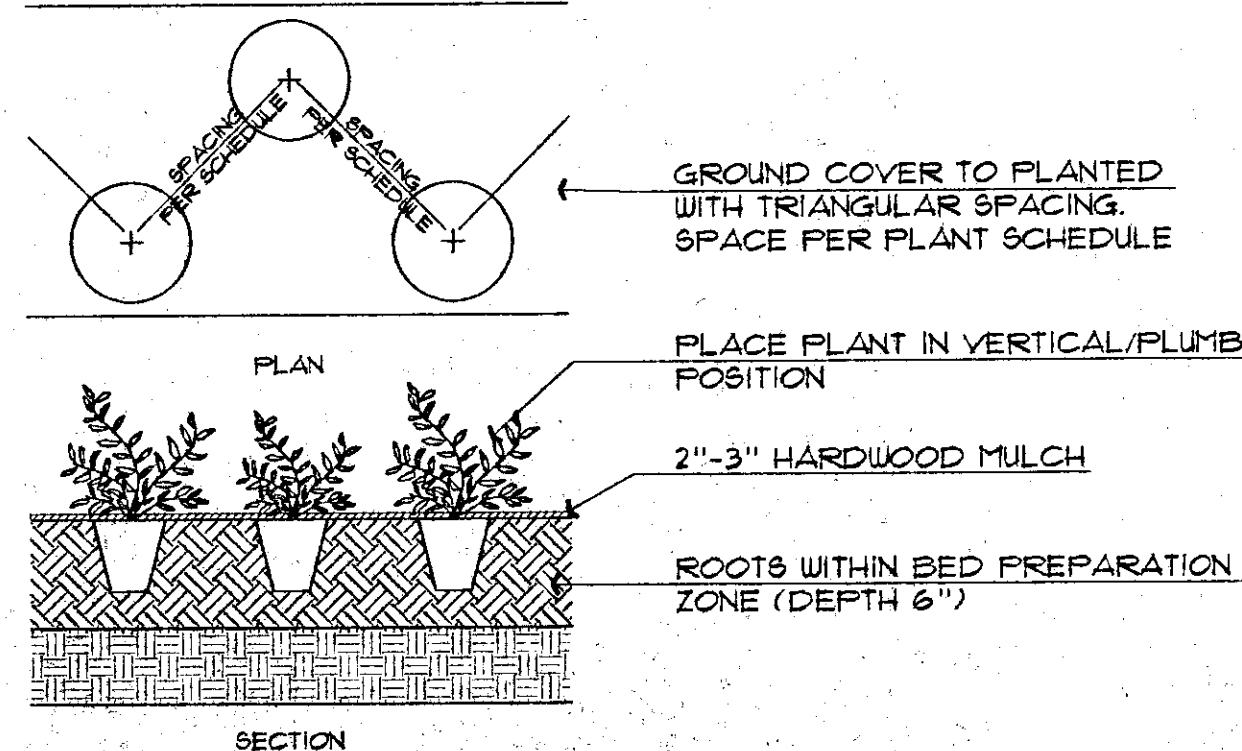 SPACING
PER SCHEDULE
SPACING
PER SCHEDULE
GROUND COVER TO PLANTED
WITH TRIANGULAR SPACING.
SPACE PER PLANT SCHEDULE
PLAN
PLACE PLANT IN VERTICAL/PLUMB
POSITION
2"-3" HARDWOOD MULCH
ROOTS WITHIN BED PREPARATION
ZONE (DEPTH 6")
SECTION